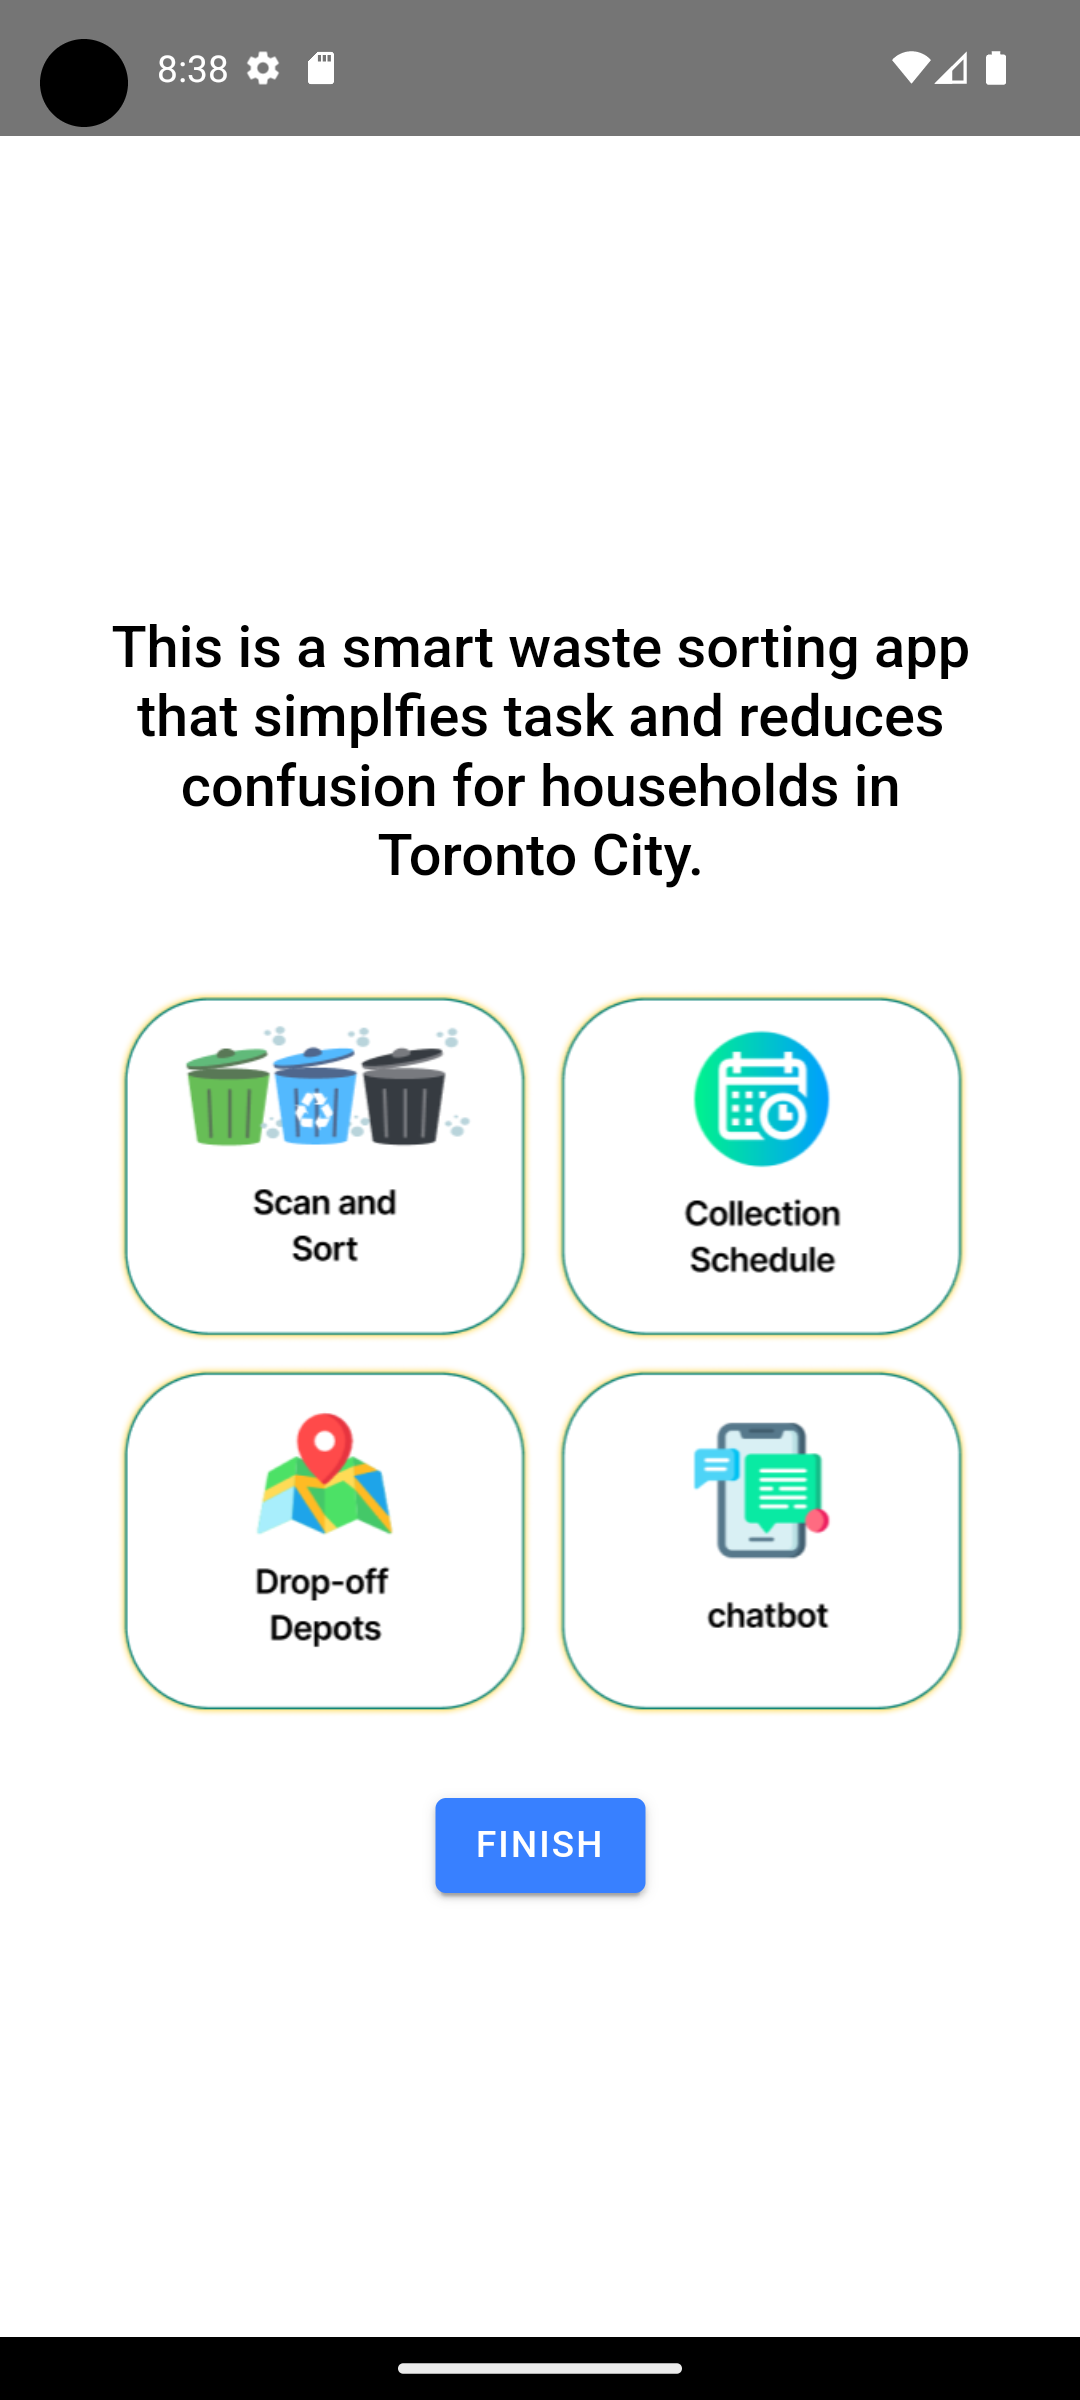 8:38
This is a smart waste sorting app
that simplfies task and reduces
confusion for households in
Toronto City.
Scan and
Sort
Collection
Schedule
Drop-off
Depots
chatbot
FINISH